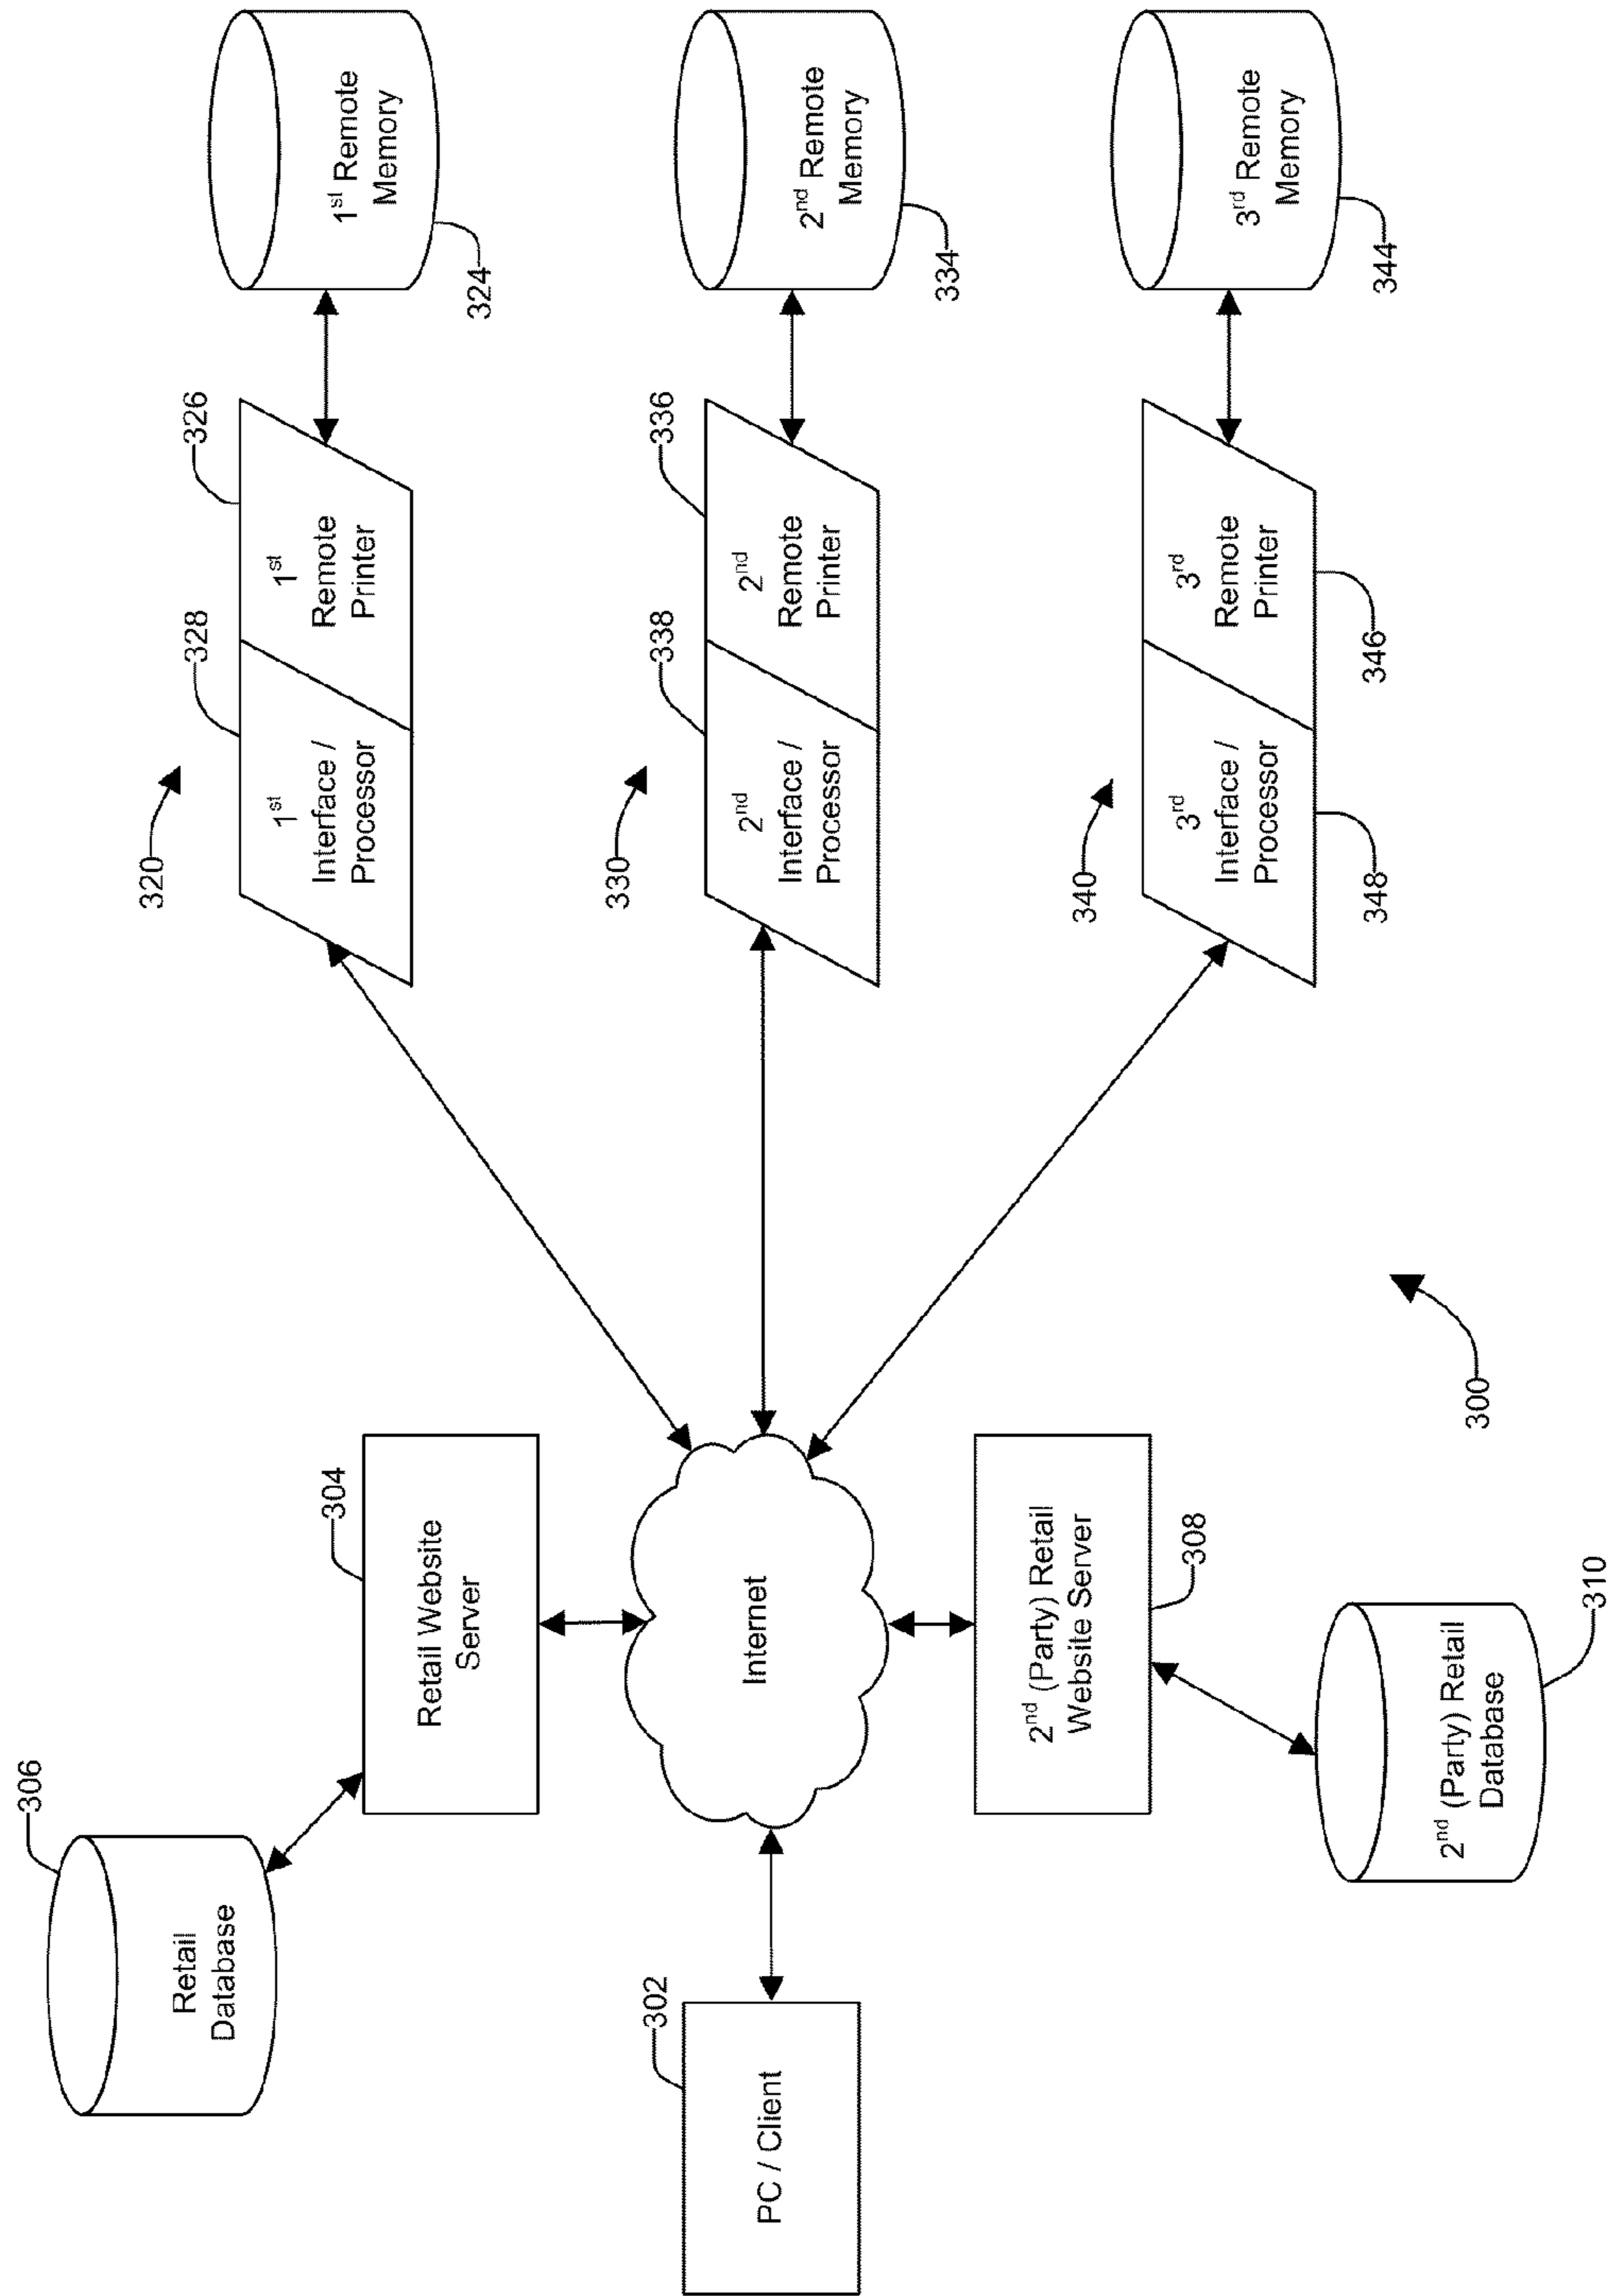 306
Retail
Database
304
Retail Website
Server
302
PC / Client
Internet
2nd (Party) Retail
Website Server
308
2nd (Party) Retail
Database
310
300
320
328
326
1st
Interface /
Processor
1st
Remote
Printer
1st Remote
Memory
324
330
338
336
2nd
Interface /
Processor
2nd
Remote
Printer
2nd Remote
Memory
334
340
3rd
Interface /
Processor
3rd
Remote
Printer
348
346
3rd Remote
Memory
344